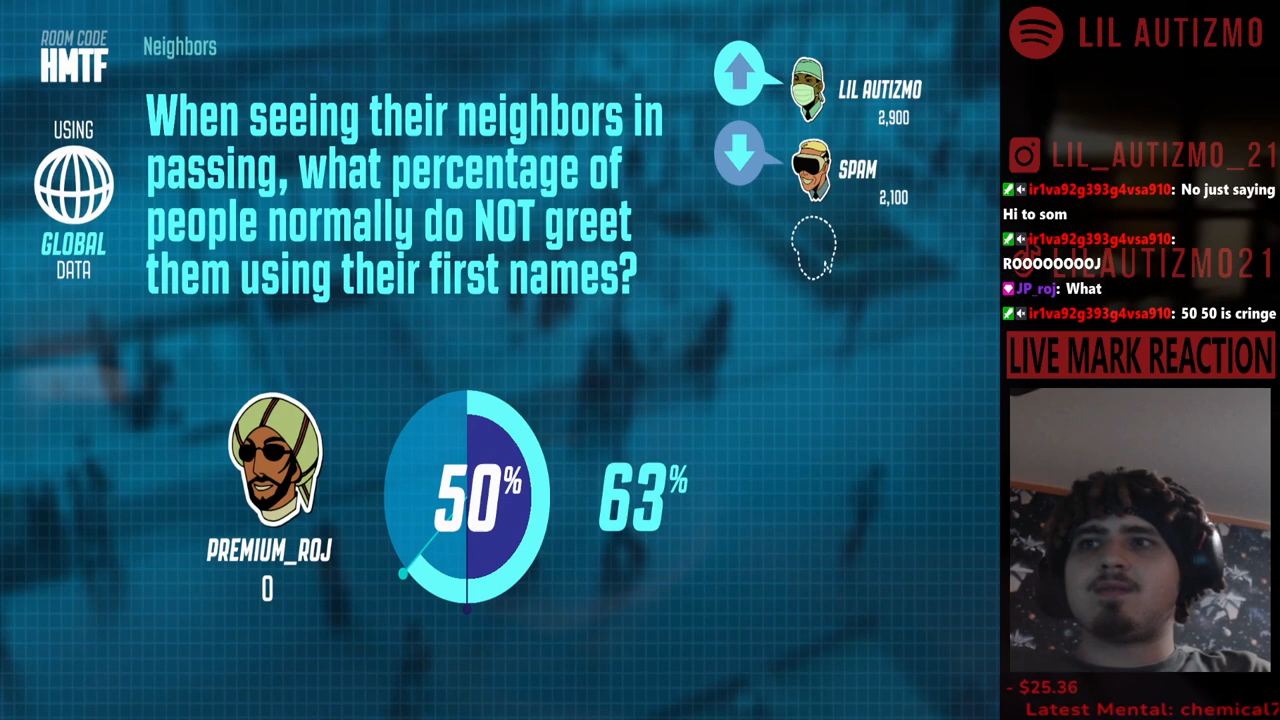 ROOM CODE
HMTF
Neighbors
When seeing their neighbors in
passing, what percentage of
people normally do NOT greet
them using their first names?
USING
GLOBAL
DATA
LIL AUTIZMO
2,900
SPAM
2,100
PREMIUM_ROJ
0
50%
63%
LIL AUTIZMO
LIL_AUTIZMO_21
LILAUTIZMO21
ir1va92g393g4vsa910: No just saying
Hi to som
ir1va92g393g4vsa910:
ROOOOOOOOJ
JP_roj: What
ir1va92g393g4vsa910: 50 50 is cringe
LIVE MARK REACTION
- $25.36
Latest Mental: chemical7